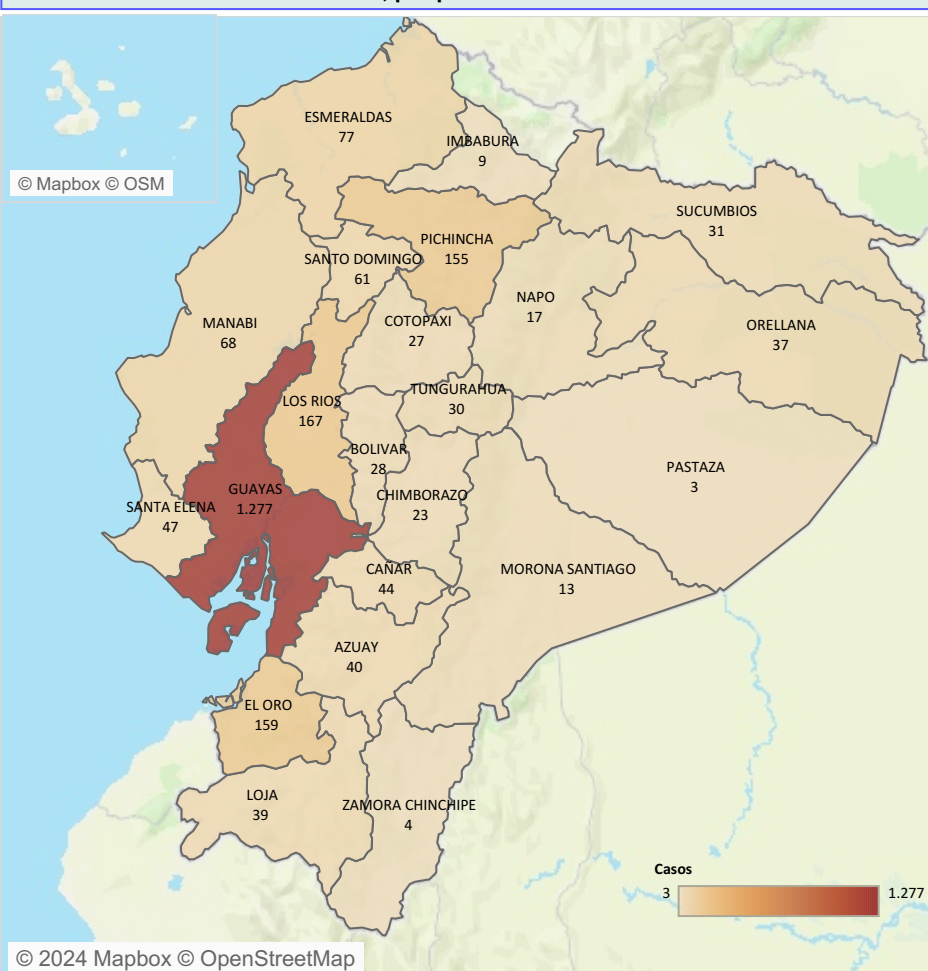 ESMERALDAS
77
IMBABURA
9
© Mapbox © OSM
SUCUMBIOS
31
PICHINCHA
155
SANTO DOMINGO
61
NAPO
17
MANABI
68
COTOPAXI
27
ORELLANA
37
TUNGURAHUA
30
LOS RIOS
167
BOLIVAR
28
PASTAZA
3
GUAYAS
1.277
CHIMBORAZO
23
SANTA ELENA
47
CAÑAR
44
MORONA SANTIAGO
13
AZUAY
40
EL ORO
159
LOJA
39
ZAMORA CHINCHIPE
4
Casos
3
1.277
© 2024 Mapbox © OpenStreetMap